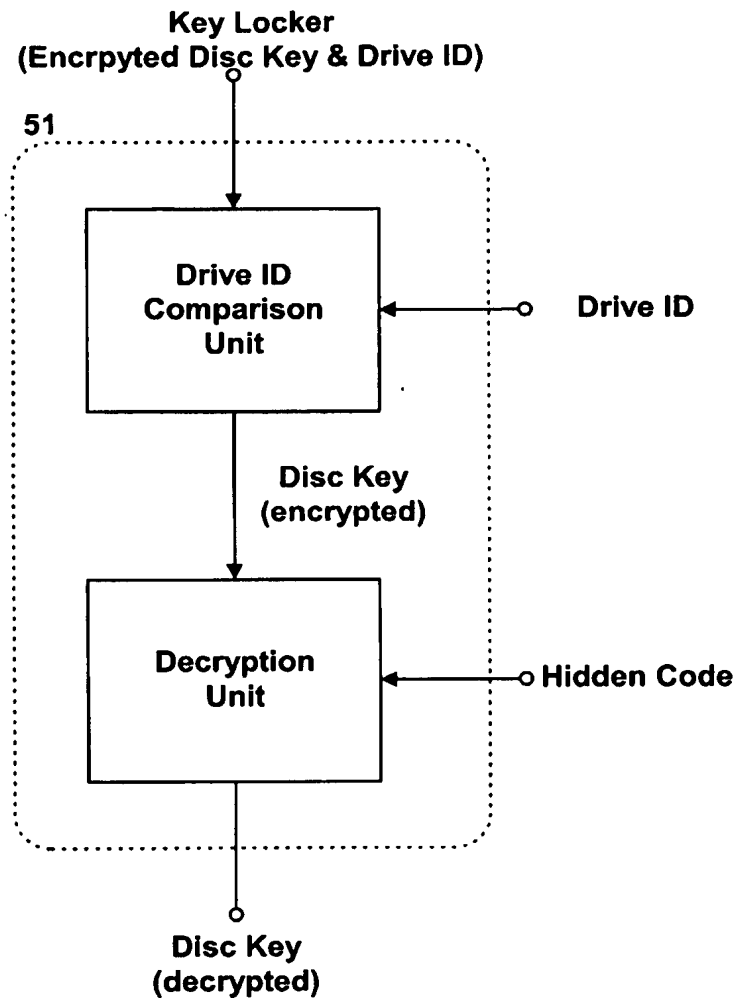 Key Locker
(Encrpyted Disc Key & Drive ID)
51
Drive ID
Comparison
Unit
Drive ID
Disc Key
(encrypted)
Decryption
Unit
Hidden Code
Disc Key
(decrypted)